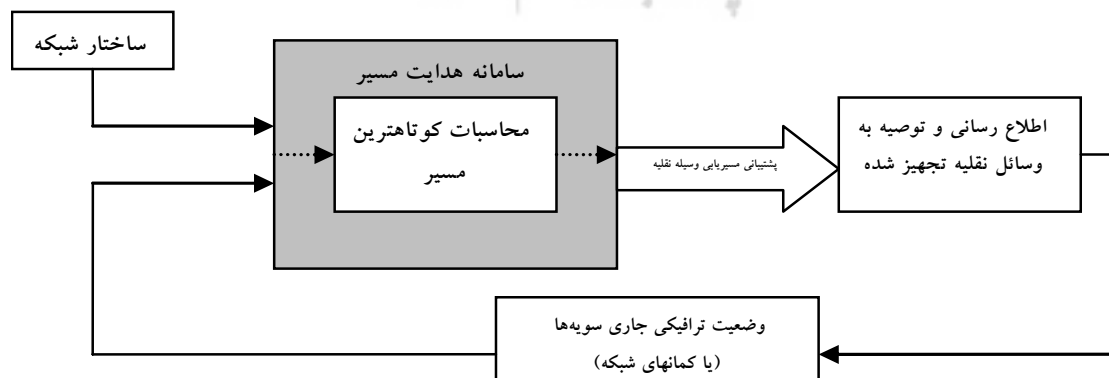 ساختار شبکه
سامانه هدایت مسیر
محاسبات کوتاهترین
مسیر
پشتیبانی مسیریابی وسیله نقلیه
اطلاع رسانی و توصیه به
وسائل نقلیه تجهیز شده
وضعیت ترافیکی جاری سویه‌ها
(یا کمانهای شبکه)